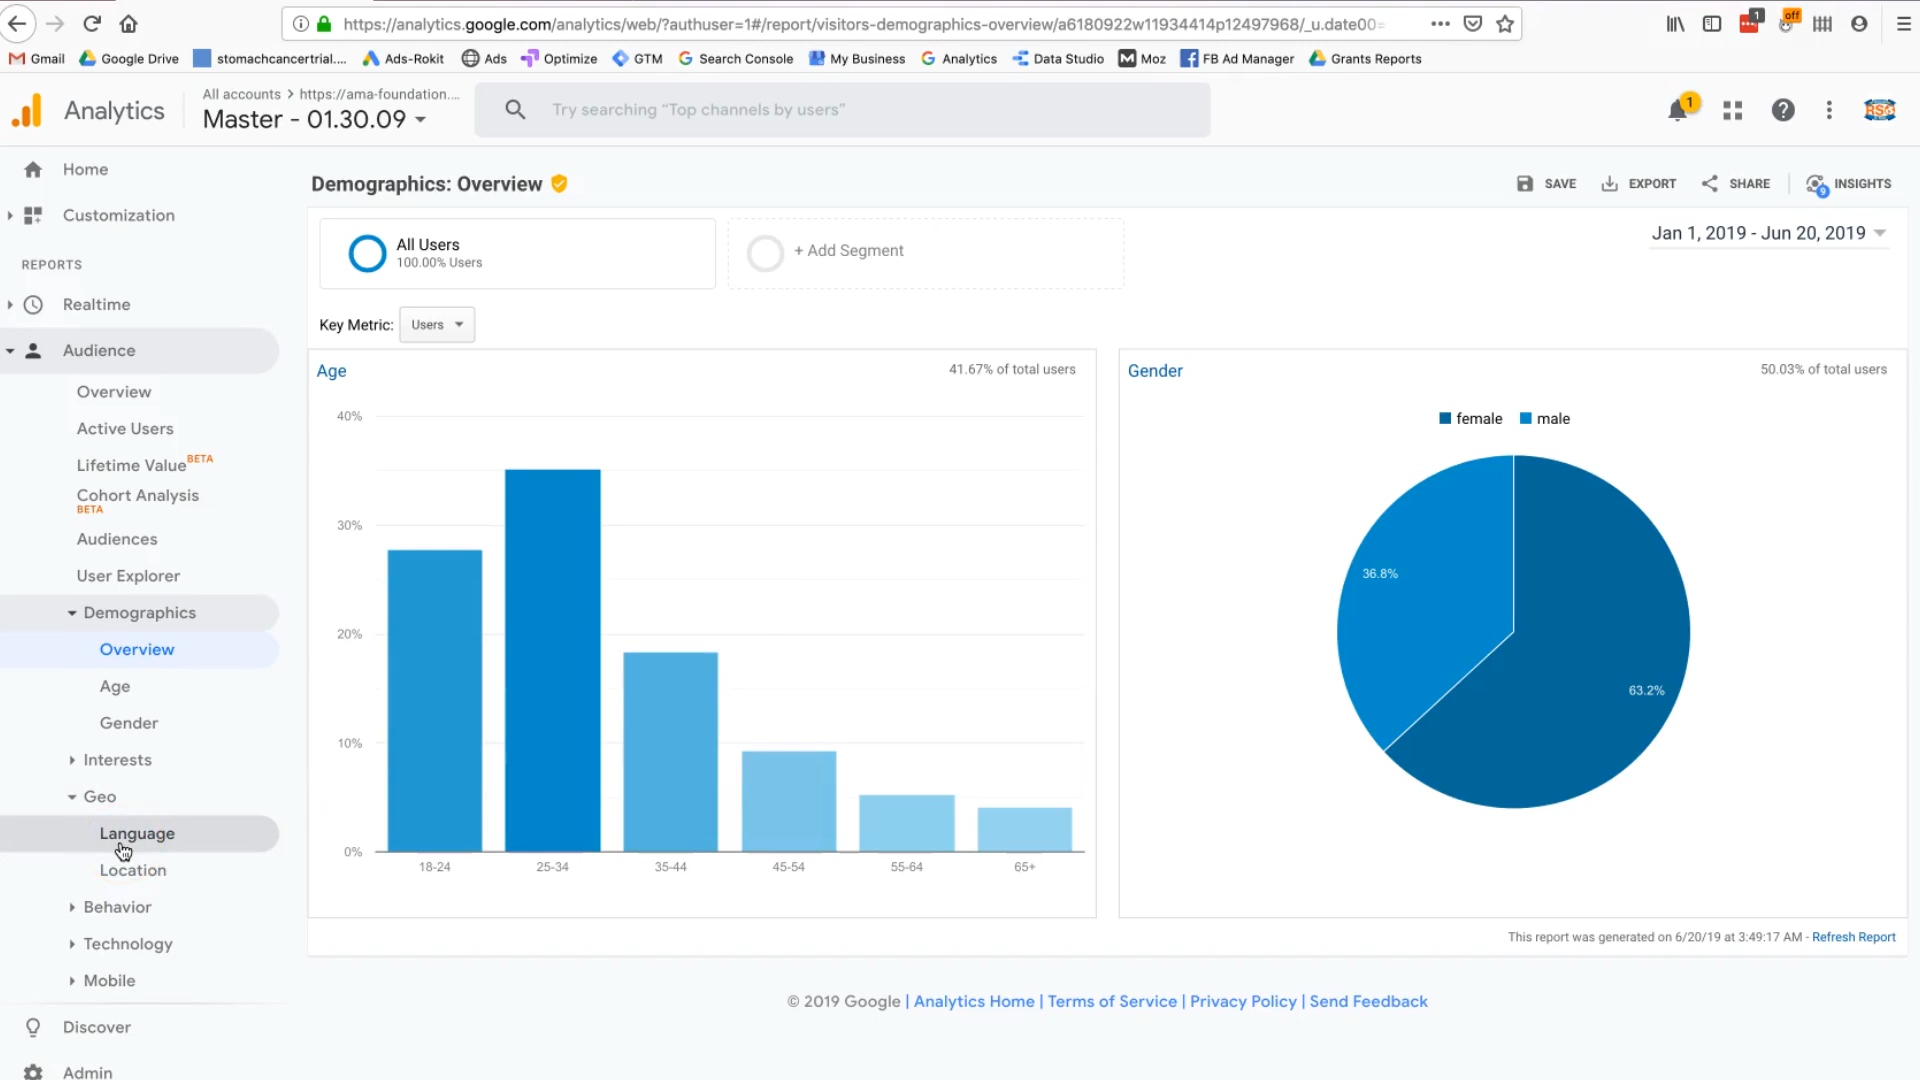 https://analytics.google.com/analytics/web/?authuser=1#/report/visitors-demographics-overview/a6180922w11934414p12497968/_u.date00=
1
off
Gmail
Google Drive
stomachcancertrial....
Ads-Rokit
Ads
Optimize
GTM
Search Console
My Business
Analytics
Data Studio
Moz
FB Ad Manager
Grants Reports
Analytics
All accounts > https://ama-foundation....
Master - 01.30.09
Try searching "Top channels by users"
1
RSO
Home
Customization
REPORTS
Realtime
Audience
Overview
Active Users
Lifetime Value BETA
Cohort Analysis
BETA
Audiences
User Explorer
Demographics
Overview
Age
Gender
Interests
Geo
Language
Location
Behavior
Technology
Mobile
Discover
Admin
Demographics: Overview
SAVE
EXPORT
SHARE
9
INSIGHTS
All Users
100.00% Users
+ Add Segment
Jan 1, 2019 - Jun 20, 2019
Key Metric:
Users
Age
41.67% of total users
40%
30%
20%
10%
0%
18-24
25-34
35-44
45-54
55-64
65+
Gender
50.03% of total users
female
male
36.8%
63.2%
This report was generated on 6/20/19 at 3:49:17 AM - Refresh Report
© 2019 Google | Analytics Home | Terms of Service | Privacy Policy | Send Feedback